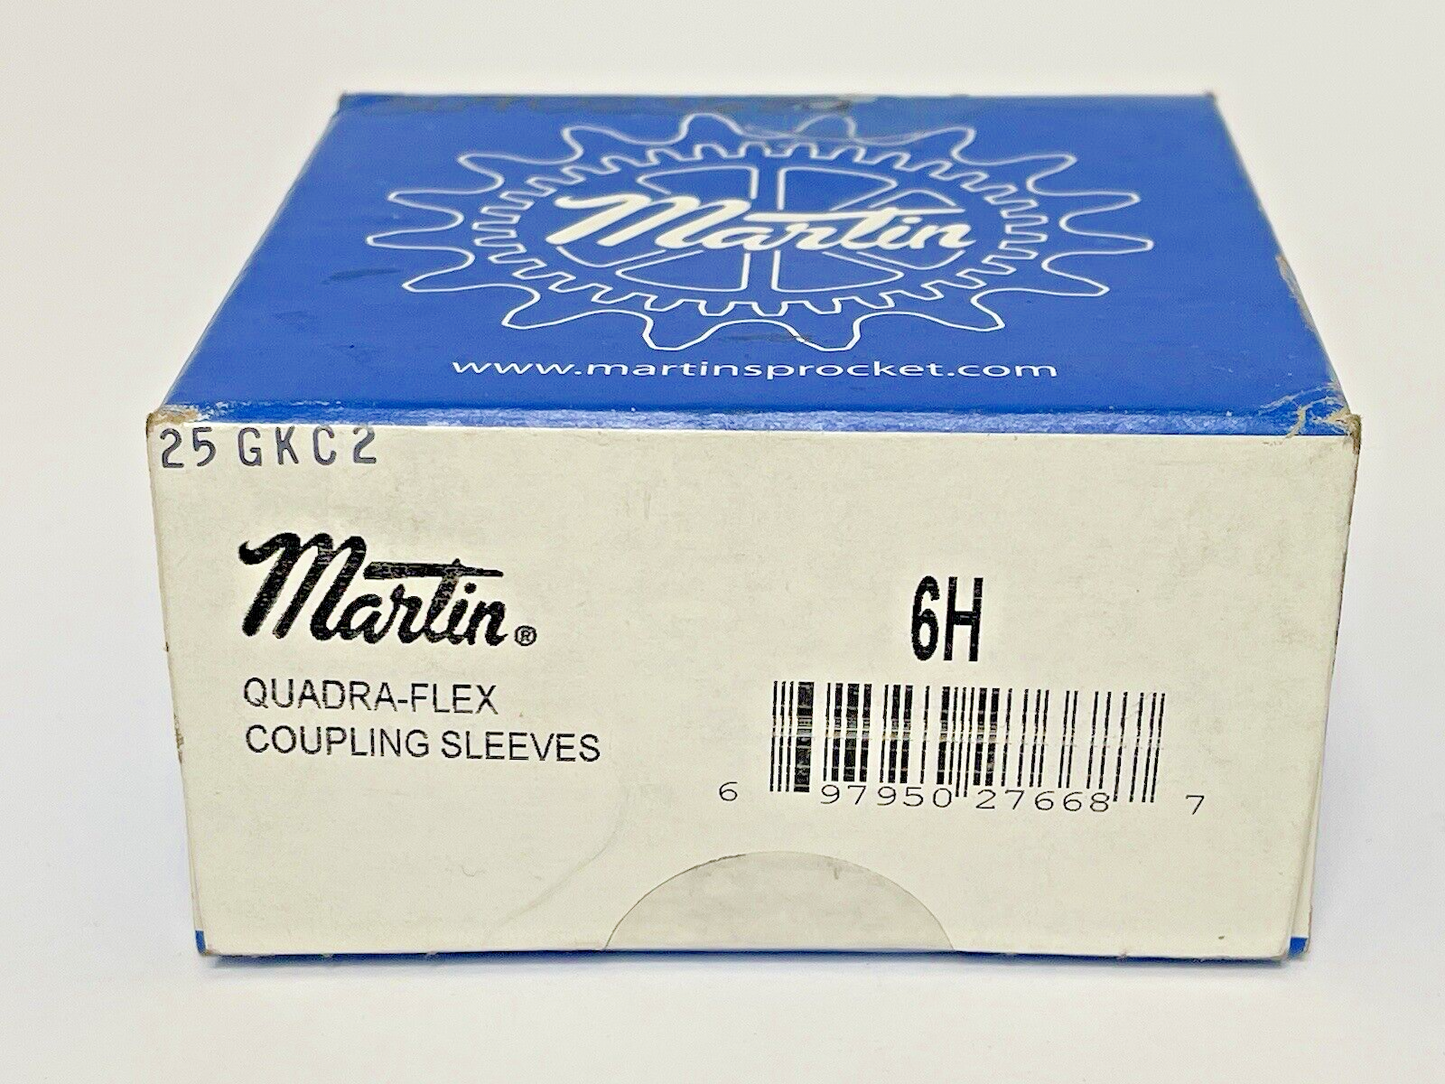 Martin
www.martinsprocket.com
25 GKC2
Martin®
QUADRA-FLEX
COUPLING SLEEVES
6H
6 97950 27668 7